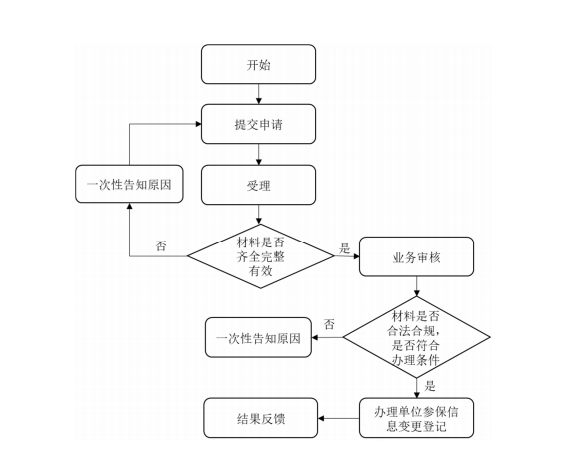 开始
提交申请
一次性告知原因
受理
否
材料是否
齐全完整
有效
是
业务审核
材料是否
合法合规，
是否符合
办理条件
否
一次性告知原因
是
办理单位参保信
息变更登记
结果反馈